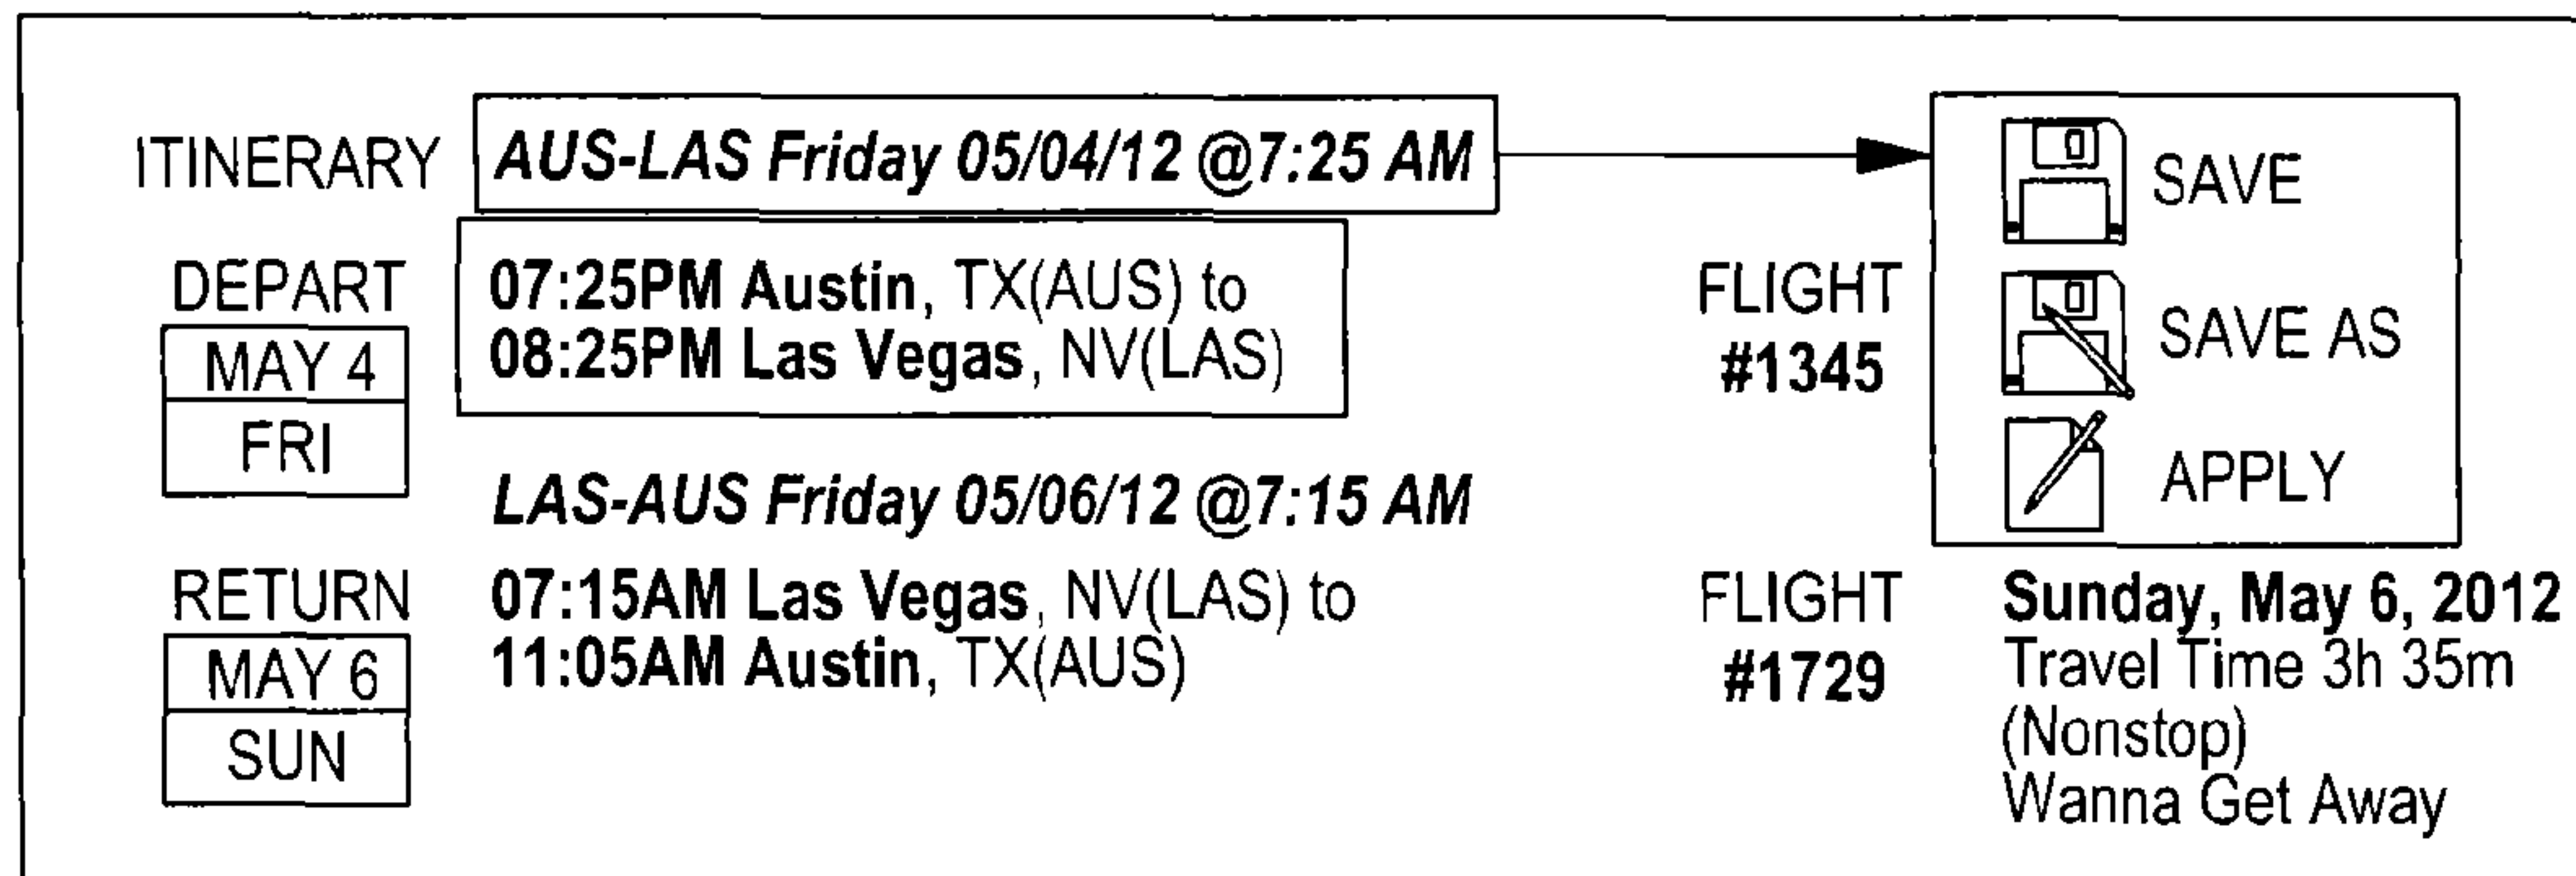 ITINERARY AUS-LAS Friday 05/04/12 @7:25 AM
DEPART
MAY 4
FRI
07:25PM Austin, TX(AUS) to
08:25PM Las Vegas, NV(LAS)
FLIGHT
#1345
SAVE
SAVE AS
APPLY
LAS-AUS Friday 05/06/12 @7:15 AM
RETURN
MAY 6
SUN
07:15AM Las Vegas, NV(LAS) to
11:05AM Austin, TX(AUS)
FLIGHT
#1729
Sunday, May 6, 2012
Travel Time 3h 35m
(Nonstop)
Wanna Get Away